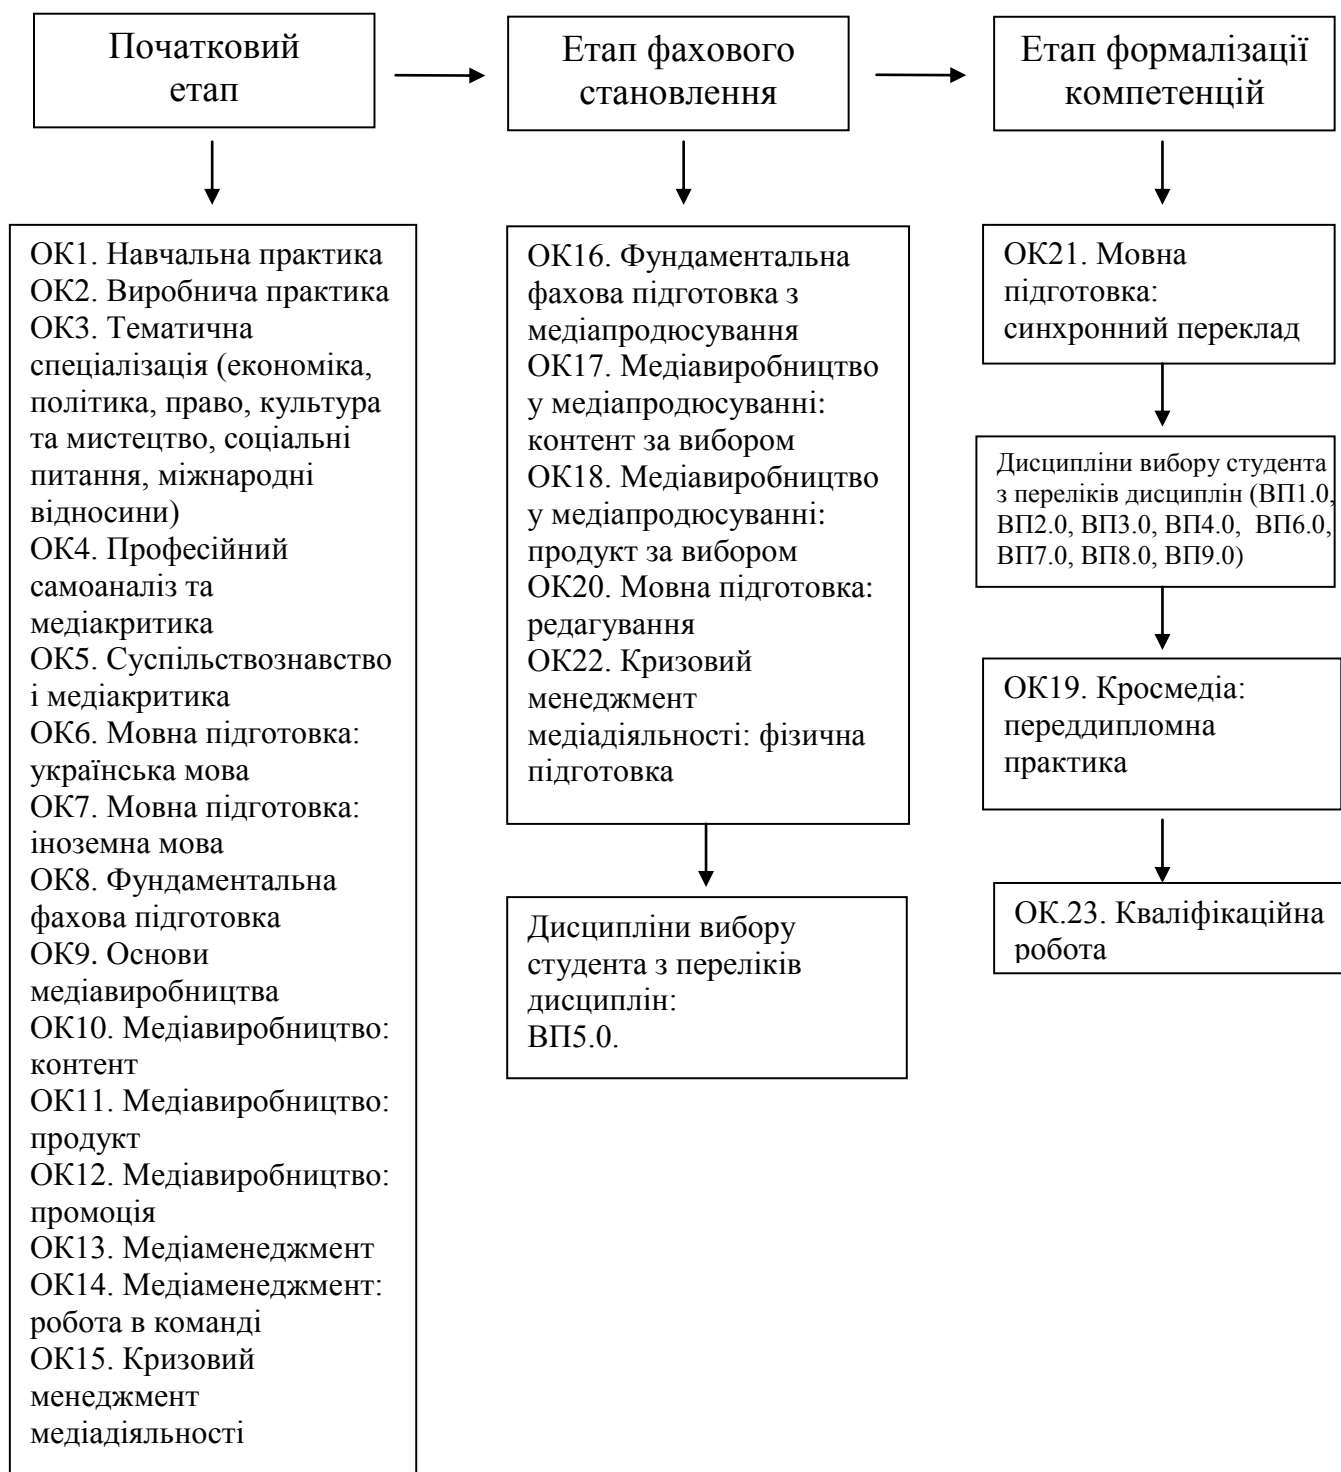 Початковий
етап
Етап фахового
становлення
Етап формалізації
компетенцій
ОК1. Навчальна практика
ОК2. Виробнича практика
ОК3. Тематична
спеціалізація (економіка,
політика, право, культура
та мистецтво, соціальні
питання, міжнародні
відносини)
ОК4. Професійний
самоаналіз та
медіакритика
ОК5. Суспільствознавство
і медіакритика
ОК6. Мовна підготовка:
українська мова
ОК7. Мовна підготовка:
іноземна мова
ОК8. Фундаментальна
фахова підготовка
ОК9. Основи
медіавиробництва
ОК10. Медіавиробництво:
контент
ОК11. Медіавиробництво:
продукт
ОК12. Медіавиробництво:
промоція
ОК13. Медіаменеджмент
ОК14. Медіаменеджмент:
робота в команді
ОК15. Кризовий
менеджмент
медіадіяльності
ОК16. Фундаментальна
фахова підготовка з
медіапродюсування
ОК17. Медіавиробництво
у медіапродюсуванні:
контент за вибором
ОК18. Медіавиробництво
у медіапродюсуванні:
продукт за вибором
ОК20. Мовна підготовка:
редагування
ОК22. Кризовий
менеджмент
медіадіяльності: фізична
підготовка
Дисципліни вибору
студента з переліків
дисциплін:
ВП5.0.
ОК21. Мовна
підготовка:
синхронний переклад
Дисципліни вибору студента
з переліків дисциплін (ВП1.0,
ВП2.0, ВП3.0, ВП4.0, ВП6.0,
ВП7.0, ВП8.0, ВП9.0)
ОК19. Кросмедіа:
переддипломна
практика
ОК.23. Кваліфікаційна
робота